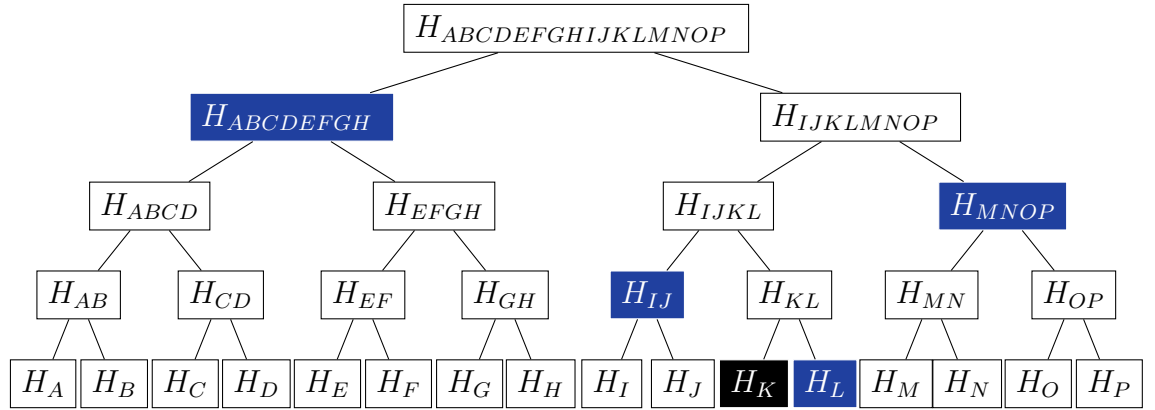 H_ABCDEFGHIJKLMNOP
H_ABCDEFGH H_IJKLMNOP
H_ABCD H_EFGH H_IJKL H_MNOP
H_AB H_CD H_EF H_GH H_IJ H_KL H_MN H_OP
H_A H_B H_C H_D H_E H_F H_G H_H H_I H_J H_K H_L H_M H_N H_O H_P